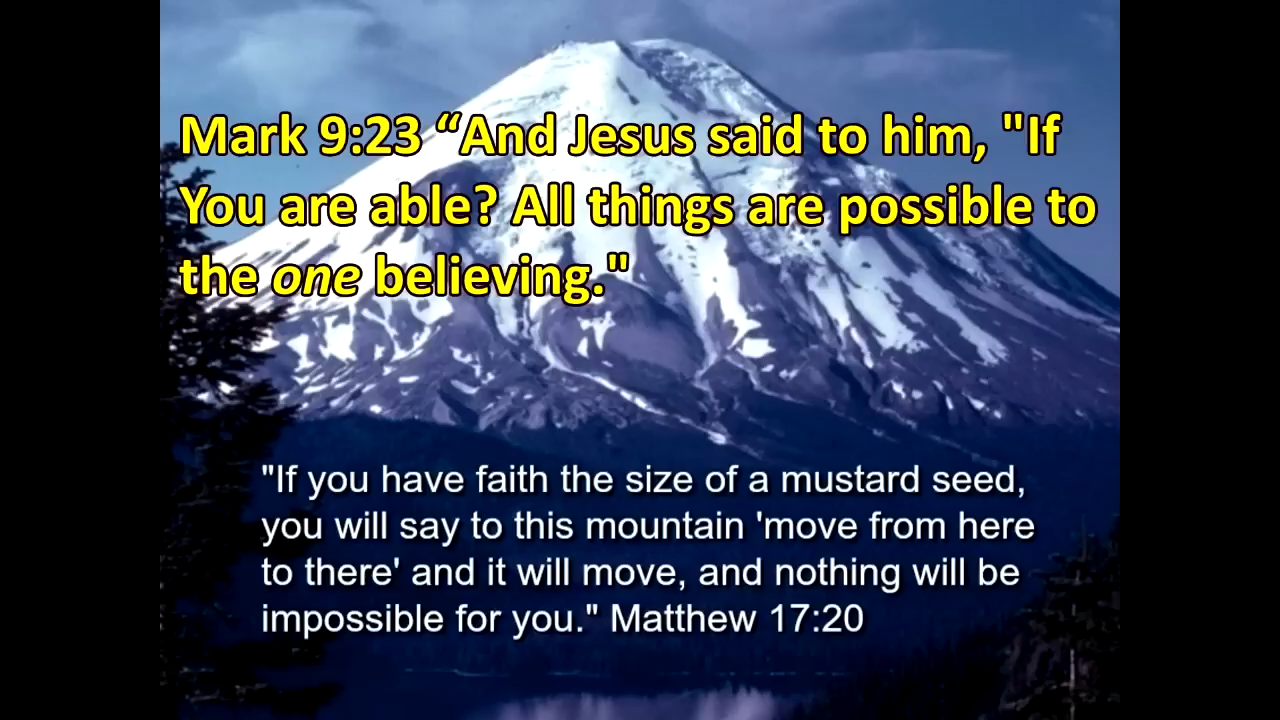 Mark 9:23 “And Jesus said to him, "If
You are able? All things are possible to
the one believing."
"If you have faith the size of a mustard seed,
you will say to this mountain 'move from here
to there' and it will move, and nothing will be
impossible for you." Matthew 17:20